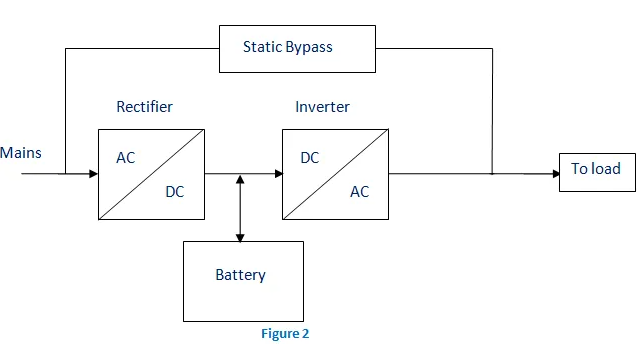 Static Bypass
Rectifier
Inverter
Mains
AC
DC
DC
AC
To load
Battery
Figure 2